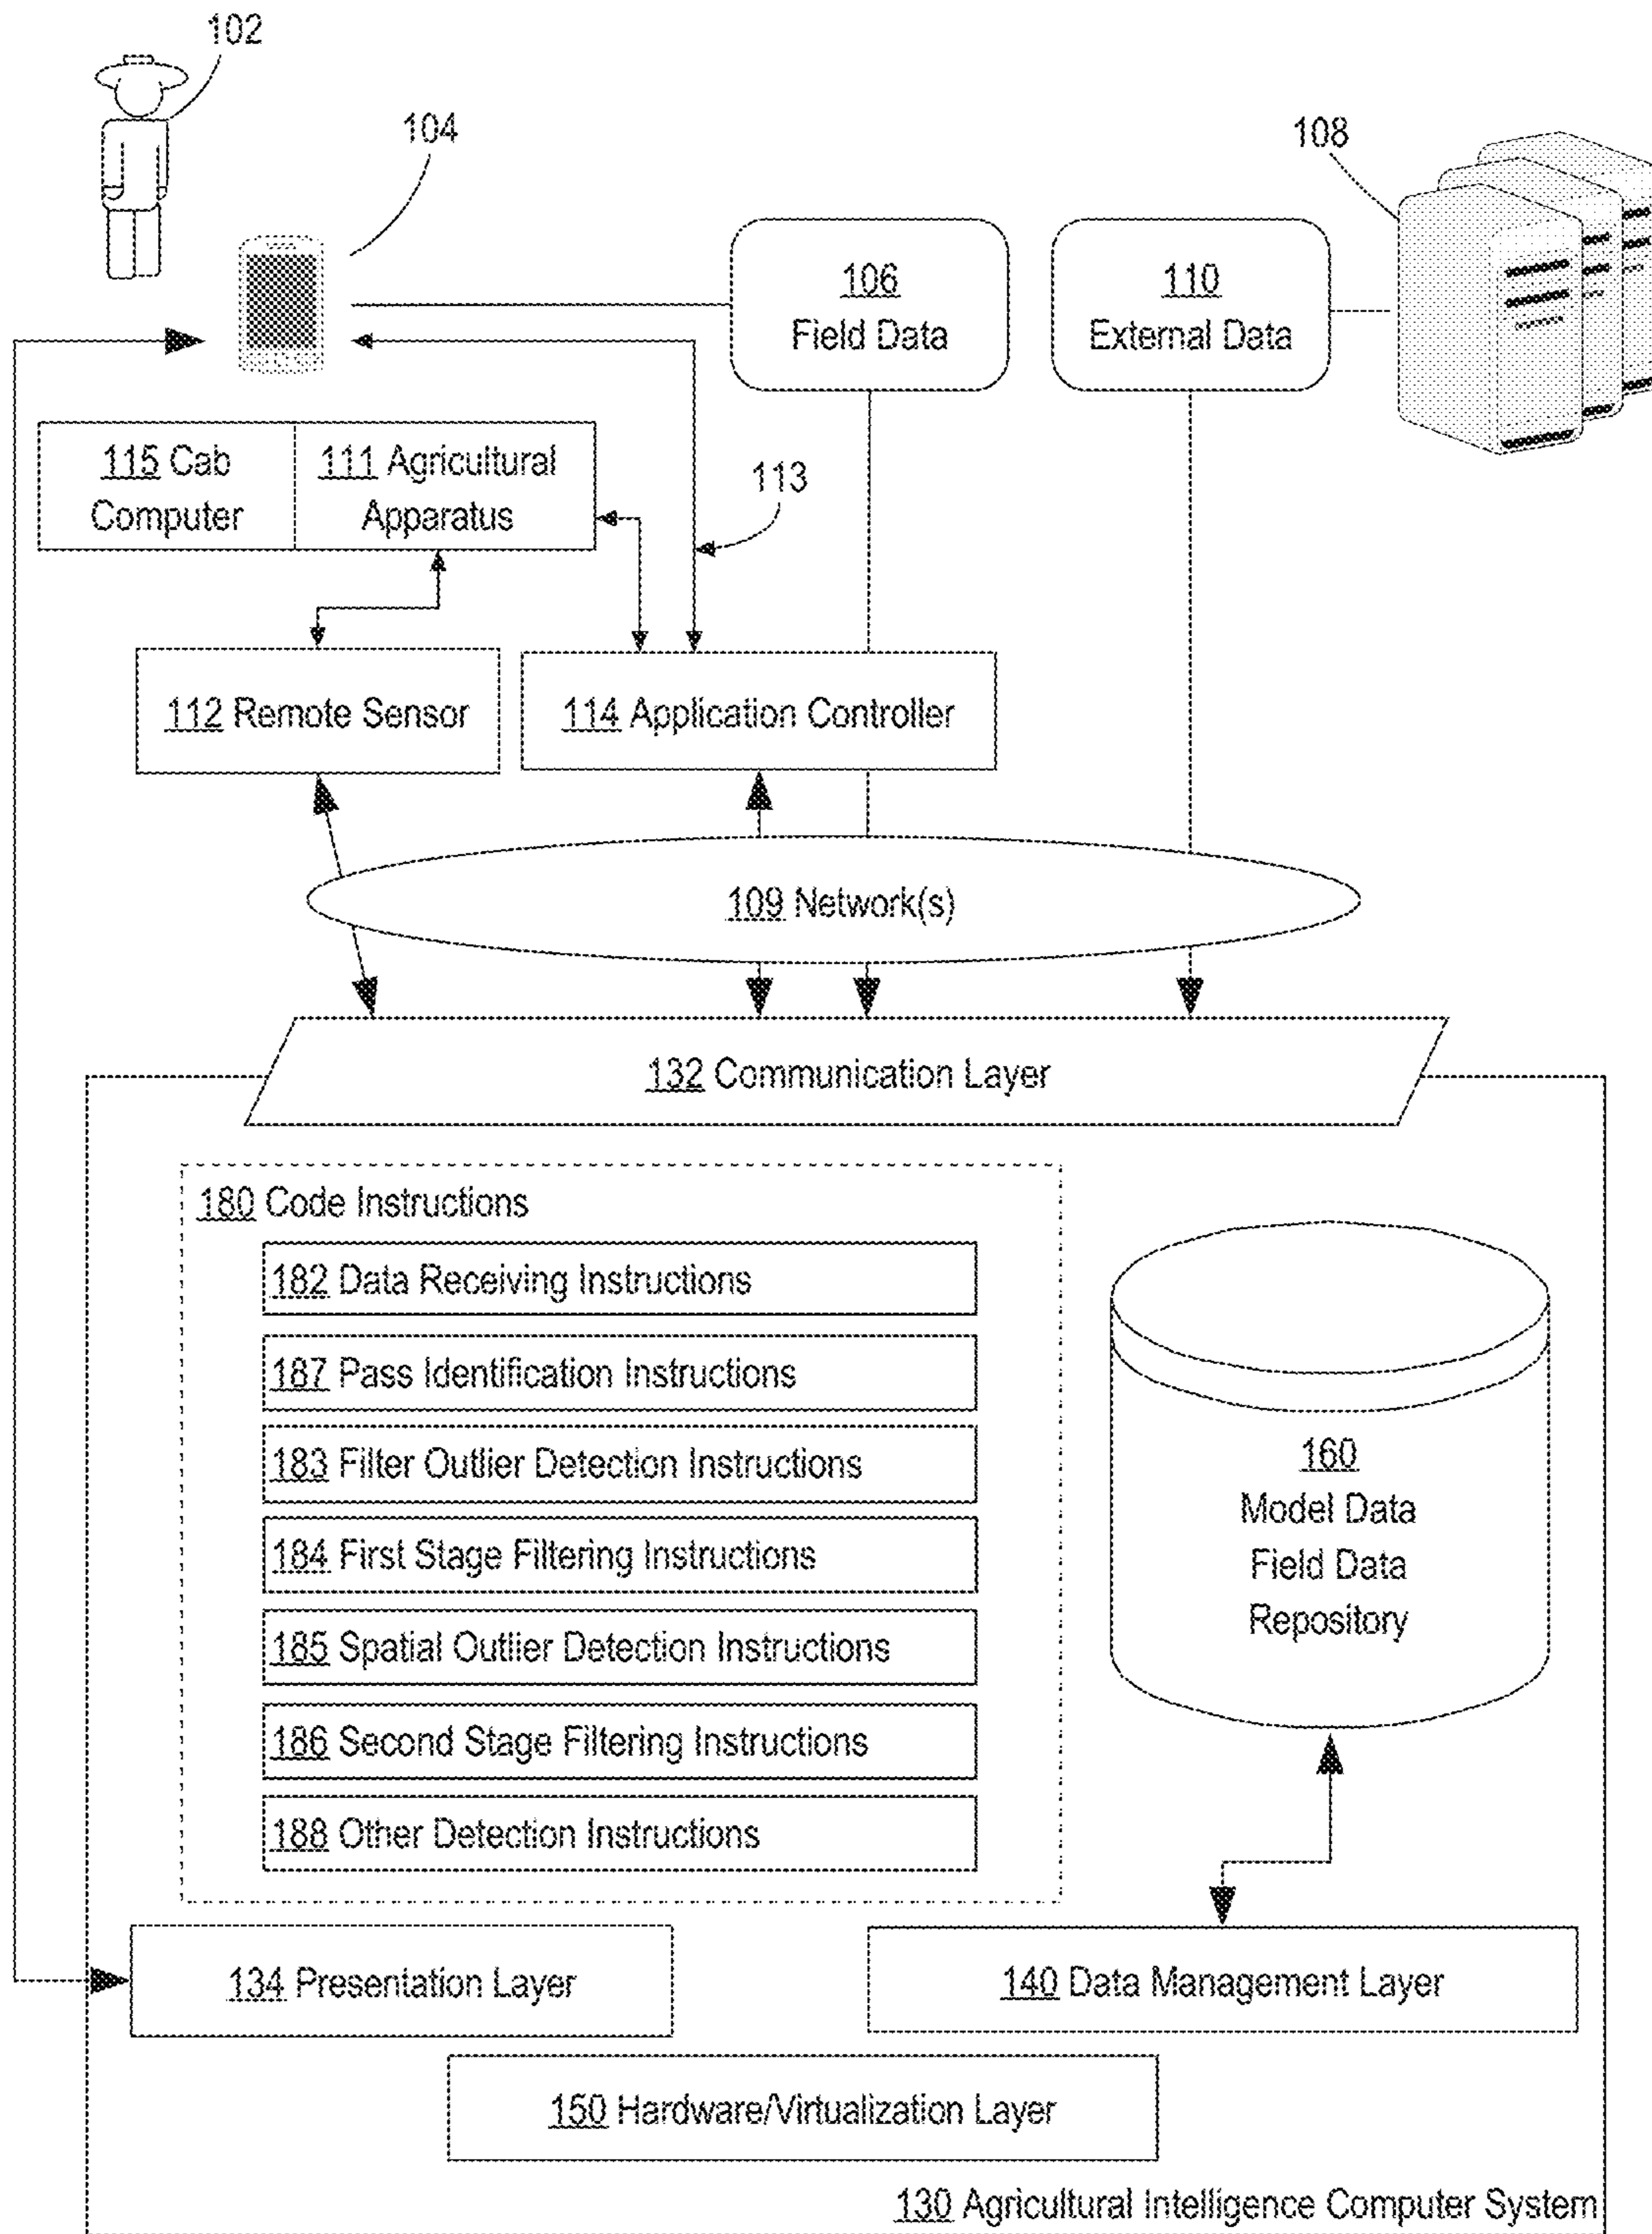 102
104
108
106
Field Data
110
External Data
115 Cab
Computer
111 Agricultural
Apparatus
113
112 Remote Sensor
114 Application Controller
109 Network(s)
132 Communication Layer
180 Code Instructions
182 Data Receiving Instructions
187 Pass Identification Instructions
183 Filter Outlier Detection Instructions
184 First Stage Filtering Instructions
185 Spatial Outlier Detection Instructions
186 Second Stage Filtering Instructions
188 Other Detection Instructions
160
Model Data
Field Data
Repository
134 Presentation Layer
140 Data Management Layer
150 Hardware/Virtualization Layer
130 Agricultural Intelligence Computer System